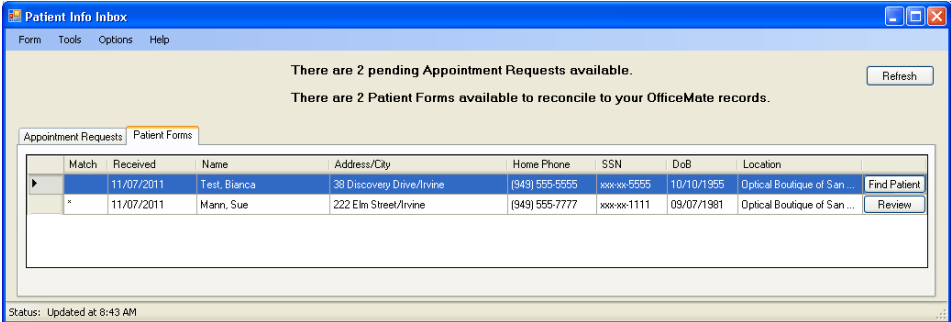 Patient Info Inbox
Form Tools Options Help
There are 2 pending Appointment Requests available.
Refresh
There are 2 Patient Forms available to reconcile to your OfficeMate records.
Appointment Requests Patient Forms
Match Received Name Address/City Home Phone SSN DoB Location
11/07/2011 Test, Bianca 38 Discovery Drive/Irvine (949) 555-5555 xxx-xx-5555 10/10/1955 Optical Boutique of San ... Find Patient
* 11/07/2011 Mann, Sue 222 Elm Street/Irvine (949) 555-7777 xxx-xx-1111 09/07/1981 Optical Boutique of San ... Review
Status: Updated at 8:43 AM